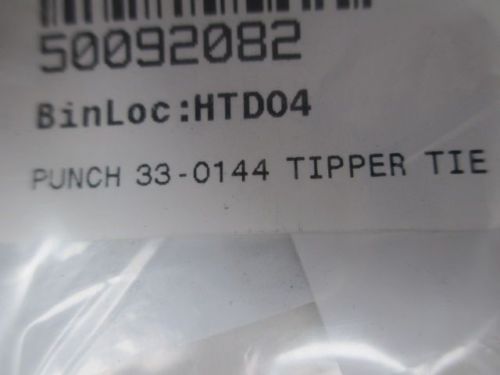 50092082
BinLoc:HTD04
PUNCH 33-0144 TIPPER TIE